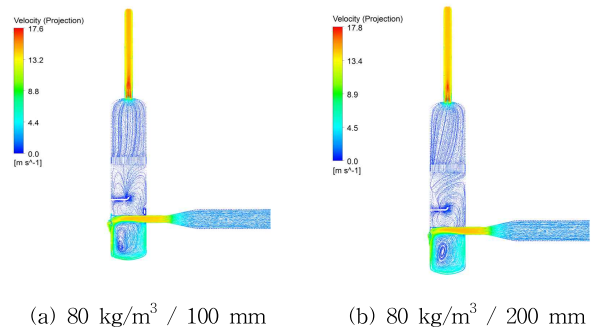 Velocity (Projection)
17.6
13.2
8.8
4.4
0.0
[m s^-1]
(a)
Velocity (Projection)
17.8
13.4
8.9
4.5
0.0
[m s^-1]
(b)
(a) 80 kg/m³ / 100 mm
(b) 80 kg/m³ / 200 mm